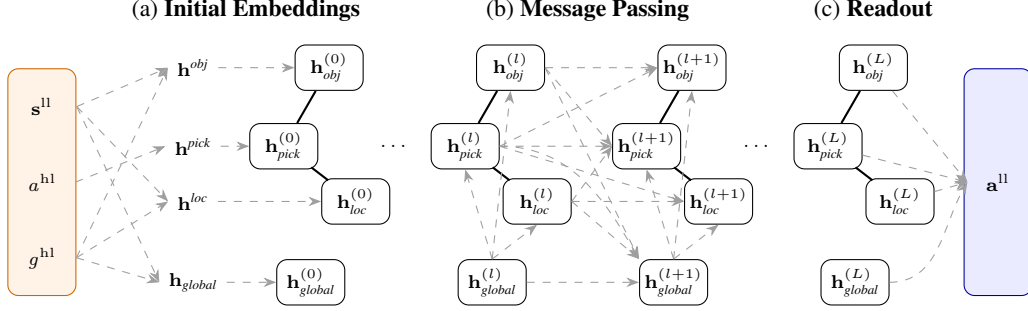 (a) Initial Embeddings
(b) Message Passing
(c) Readout
s^ll
a^hl
g^hl
h^obj
h^pick
h^loc
h_global
h_obj^(0)
h_pick^(0)
h_loc^(0)
h_global^(0)
· · ·
h_obj^(l)
h_pick^(l)
h_loc^(l)
h_global^(l)
h_obj^(l+1)
h_pick^(l+1)
h_loc^(l+1)
h_global^(l+1)
· · ·
h_obj^(L)
h_pick^(L)
h_loc^(L)
h_global^(L)
a^ll